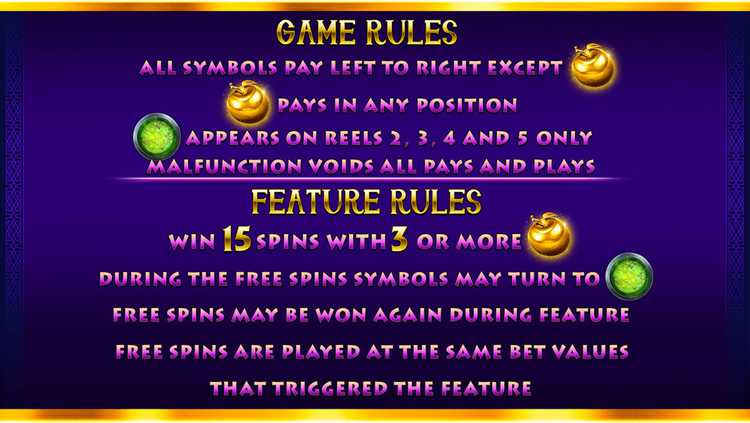 GAME RULES
ALL SYMBOLS PAY LEFT TO RIGHT EXCEPT
PAYS IN ANY POSITION
APPEARS ON REELS 2, 3, 4 AND 5 ONLY
MALFUNCTION VOIDS ALL PAYS AND PLAYS
FEATURE RULES
WIN 15 SPINS WITH 3 OR MORE
DURING THE FREE SPINS SYMBOLS MAY TURN TO
FREE SPINS MAY BE WON AGAIN DURING FEATURE
FREE SPINS ARE PLAYED AT THE SAME BET VALUES
THAT TRIGGERED THE FEATURE